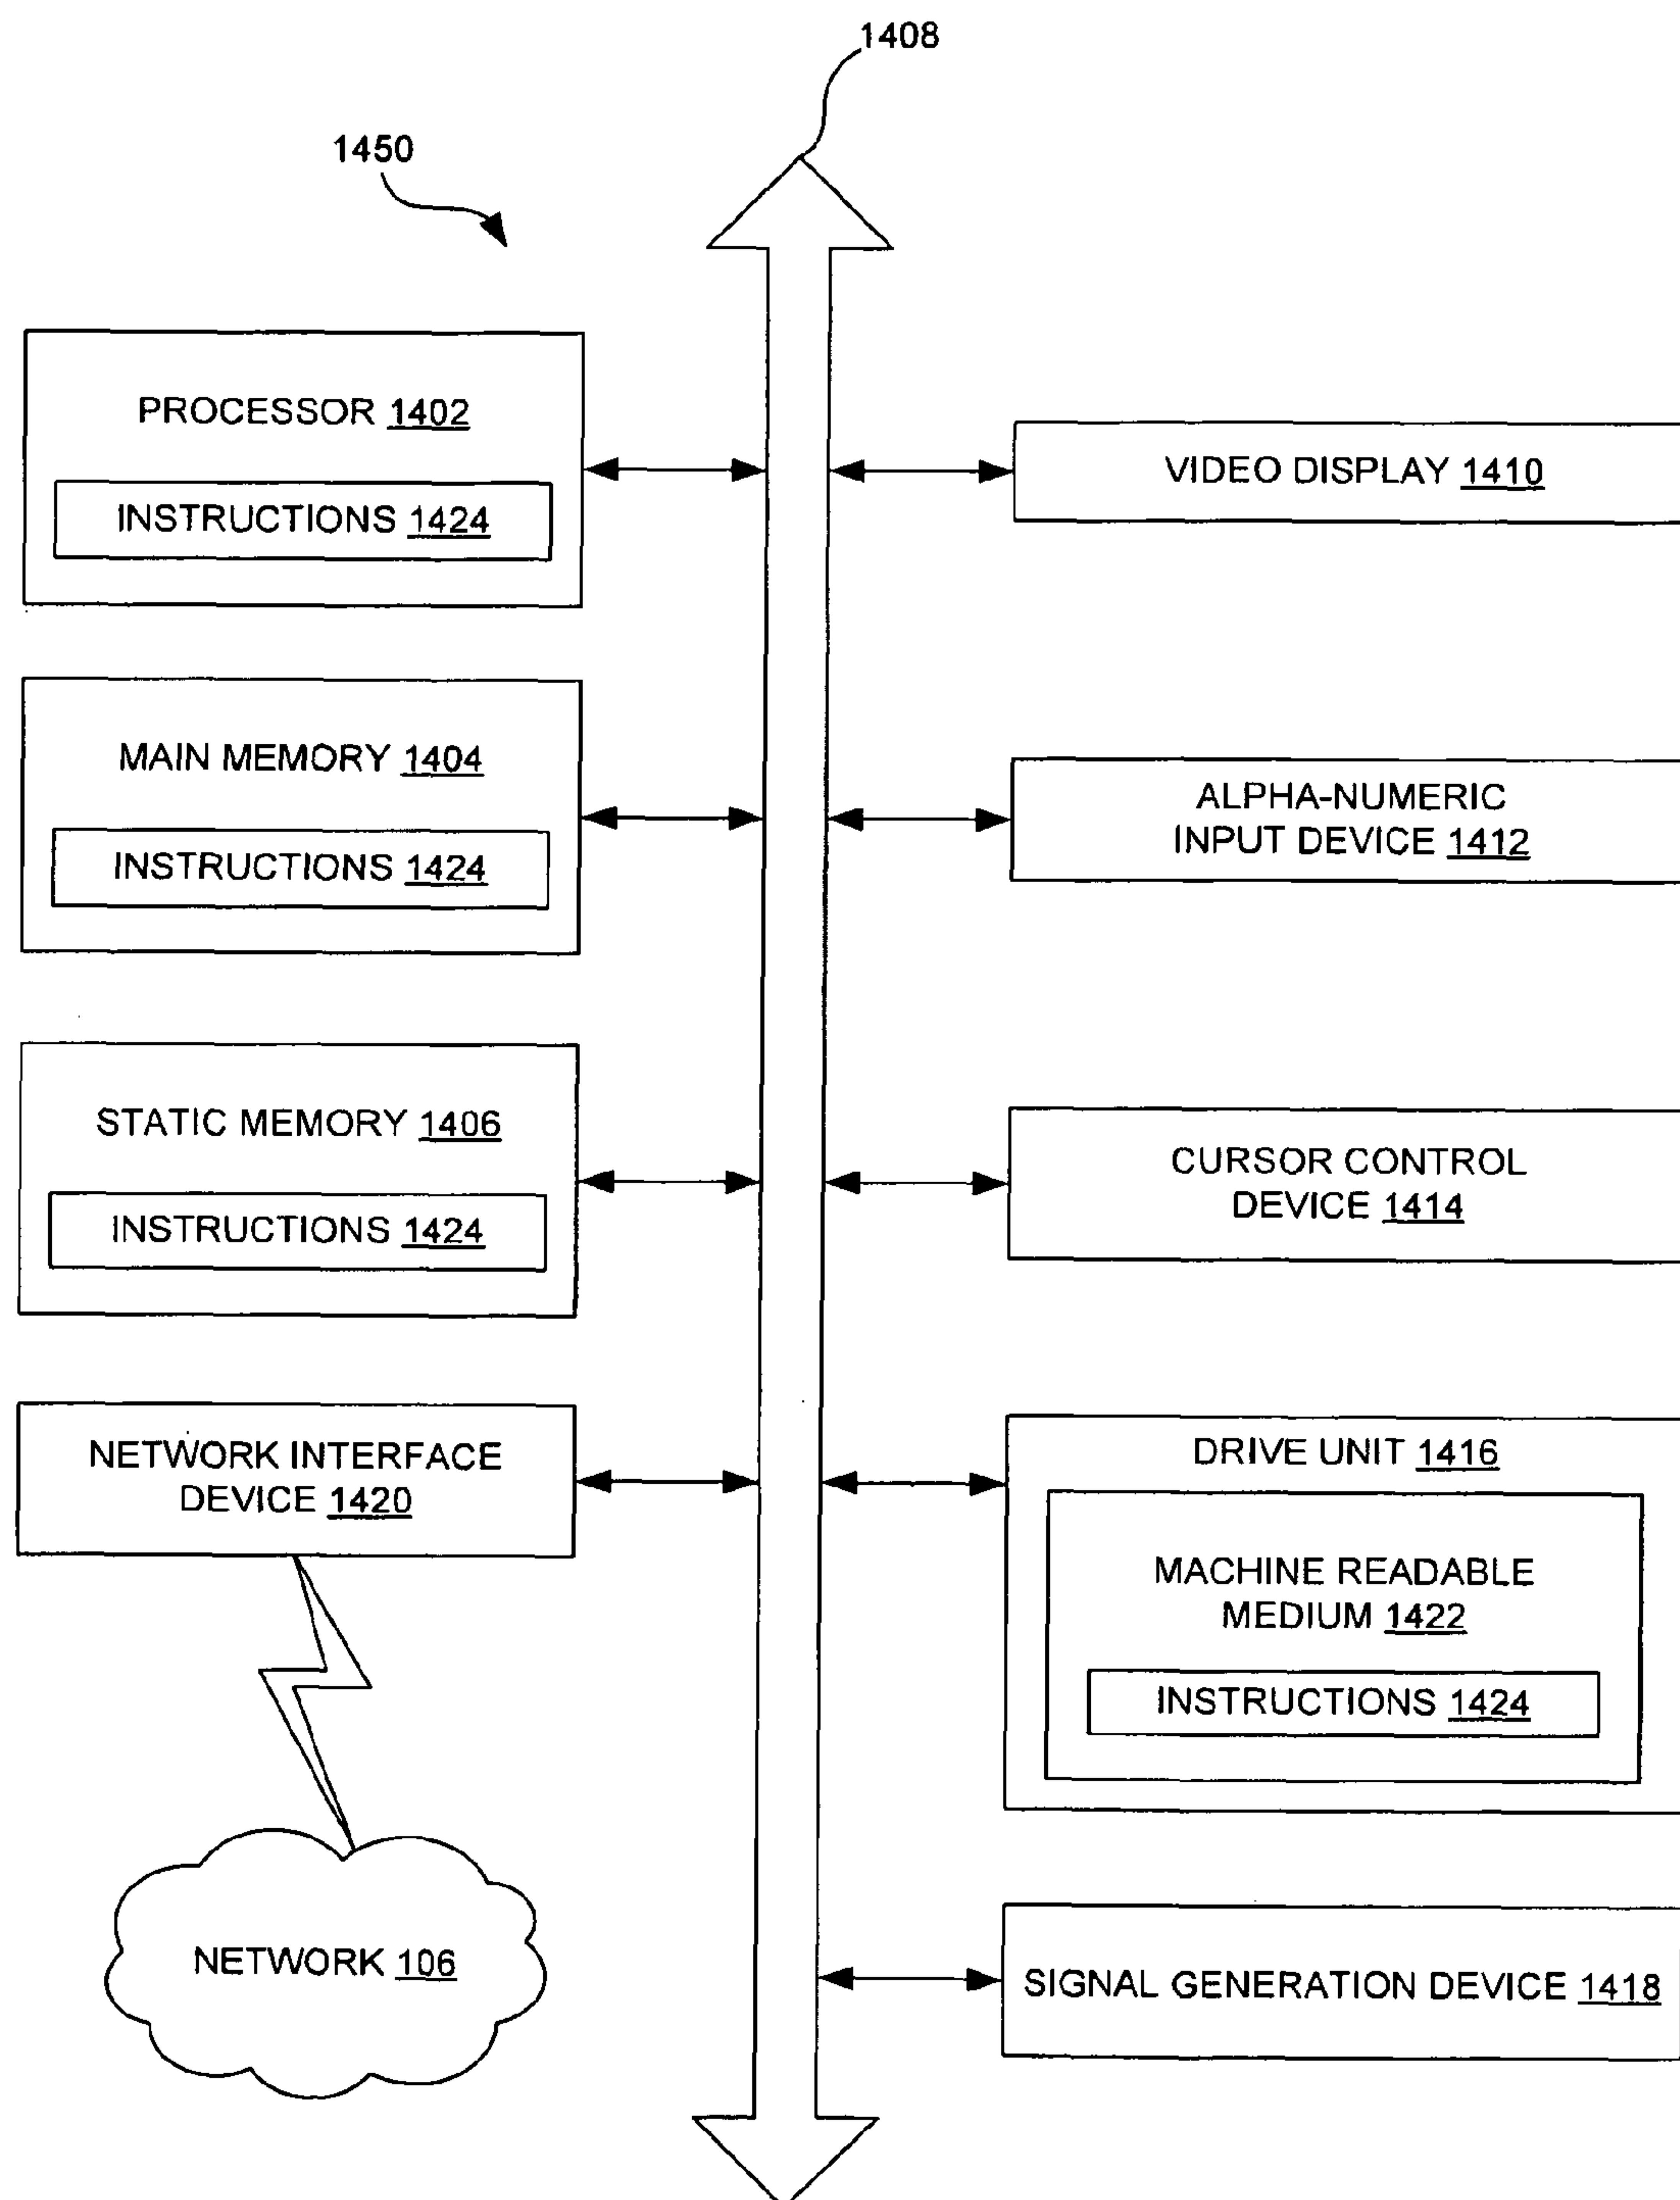 1408
1450
PROCESSOR 1402
INSTRUCTIONS 1424
MAIN MEMORY 1404
INSTRUCTIONS 1424
STATIC MEMORY 1406
INSTRUCTIONS 1424
NETWORK INTERFACE
DEVICE 1420
NETWORK 106
VIDEO DISPLAY 1410
ALPHA-NUMERIC
INPUT DEVICE 1412
CURSOR CONTROL
DEVICE 1414
DRIVE UNIT 1416
MACHINE READABLE
MEDIUM 1422
INSTRUCTIONS 1424
SIGNAL GENERATION DEVICE 1418